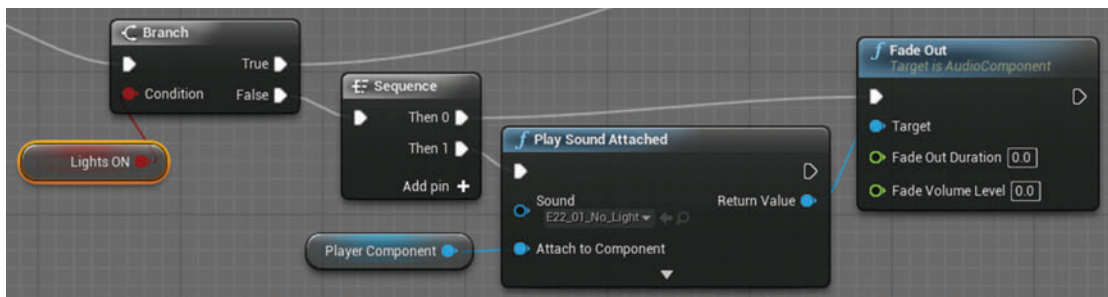 Branch
True
Condition
False
Lights ON
Sequence
Then 0
Then 1
Add pin
Player Component
Play Sound Attached
Sound
E22_01_No_Light
Return Value
Attach to Component
Fade Out
Target is AudioComponent
Target
Fade Out Duration 0.0
Fade Volume Level 0.0